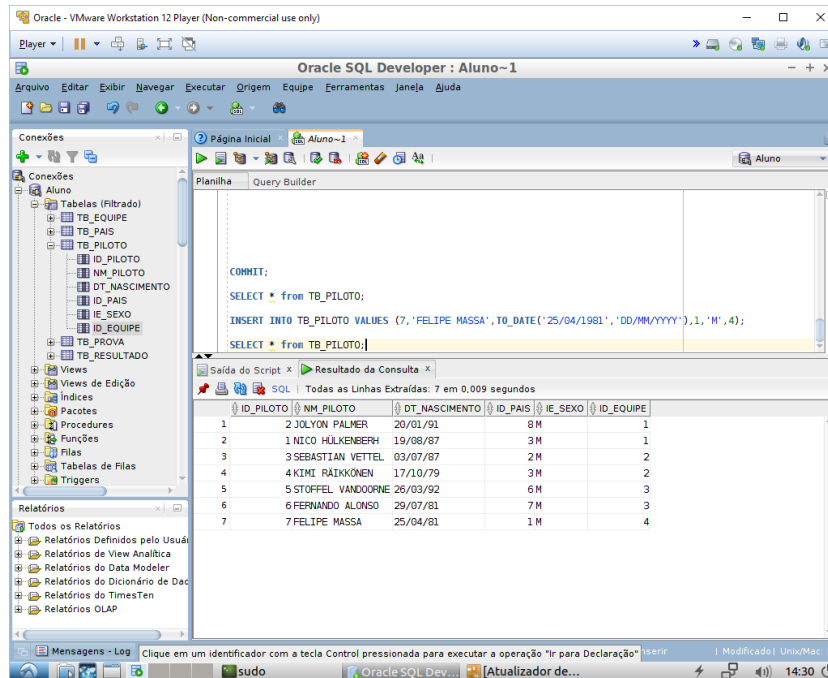 Oracle - VMware Workstation 12 Player (Non-commercial use only)
Player
Oracle SQL Developer : Aluno~1
Arquivo Editar Exibir Navegar Executar Origem Equipe Ferramentas Janela Ajuda
Conexões
Página Inicial Aluno~1
Aluno
Planilha Query Builder
Conexões
Aluno
Tabelas (Filtrado)
TB_EQUIPE
TB_PAIS
TB_PILOTO
ID_PILOTO
NM_PILOTO
DT_NASCIMENTO
ID_PAIS
IE_SEXO
ID_EQUIPE
TB_PROVA
TB_RESULTADO
Views
Views de Edição
Índices
Pacotes
Procedures
Funções
Filas
Tabelas de Filas
Triggers
COMMIT;
SELECT * from TB_PILOTO;
INSERT INTO TB_PILOTO VALUES (7,'FELIPE MASSA',TO_DATE('25/04/1981','DD/MM/YYYY'),1,'M',4);
SELECT * from TB_PILOTO;
Saída do Script x Resultado da Consulta x
SQL | Todas as Linhas Extraídas: 7 em 0,009 segundos
ID_PILOTO NM_PILOTO DT_NASCIMENTO ID_PAIS IE_SEXO ID_EQUIPE
1 2 JOLYON PALMER 20/01/91 8 M 1
2 1 NICO HÜLKENBERH 19/08/87 3 M 1
3 3 SEBASTIAN VETTEL 03/07/87 2 M 2
4 4 KIMI RÄIKKÖNEN 17/10/79 3 M 2
5 5 STOFFEL VANDOORNE 26/03/92 6 M 3
6 6 FERNANDO ALONSO 29/07/81 7 M 3
7 7 FELIPE MASSA 25/04/81 1 M 4
Relatórios
Todos os Relatórios
Relatórios Definidos pelo Usuá
Relatórios de View Analítica
Relatórios do Data Modeler
Relatórios do Dicionário de Dac
Relatórios do TimesTen
Relatórios OLAP
Mensagens - Log Clique em um identificador com a tecla Control pressionada para executar a operação "Ir para Declaração" nserir | Modificado | Unix/Mac:
sudo Oracle SQL Dev... [Atualizador de... 14:30